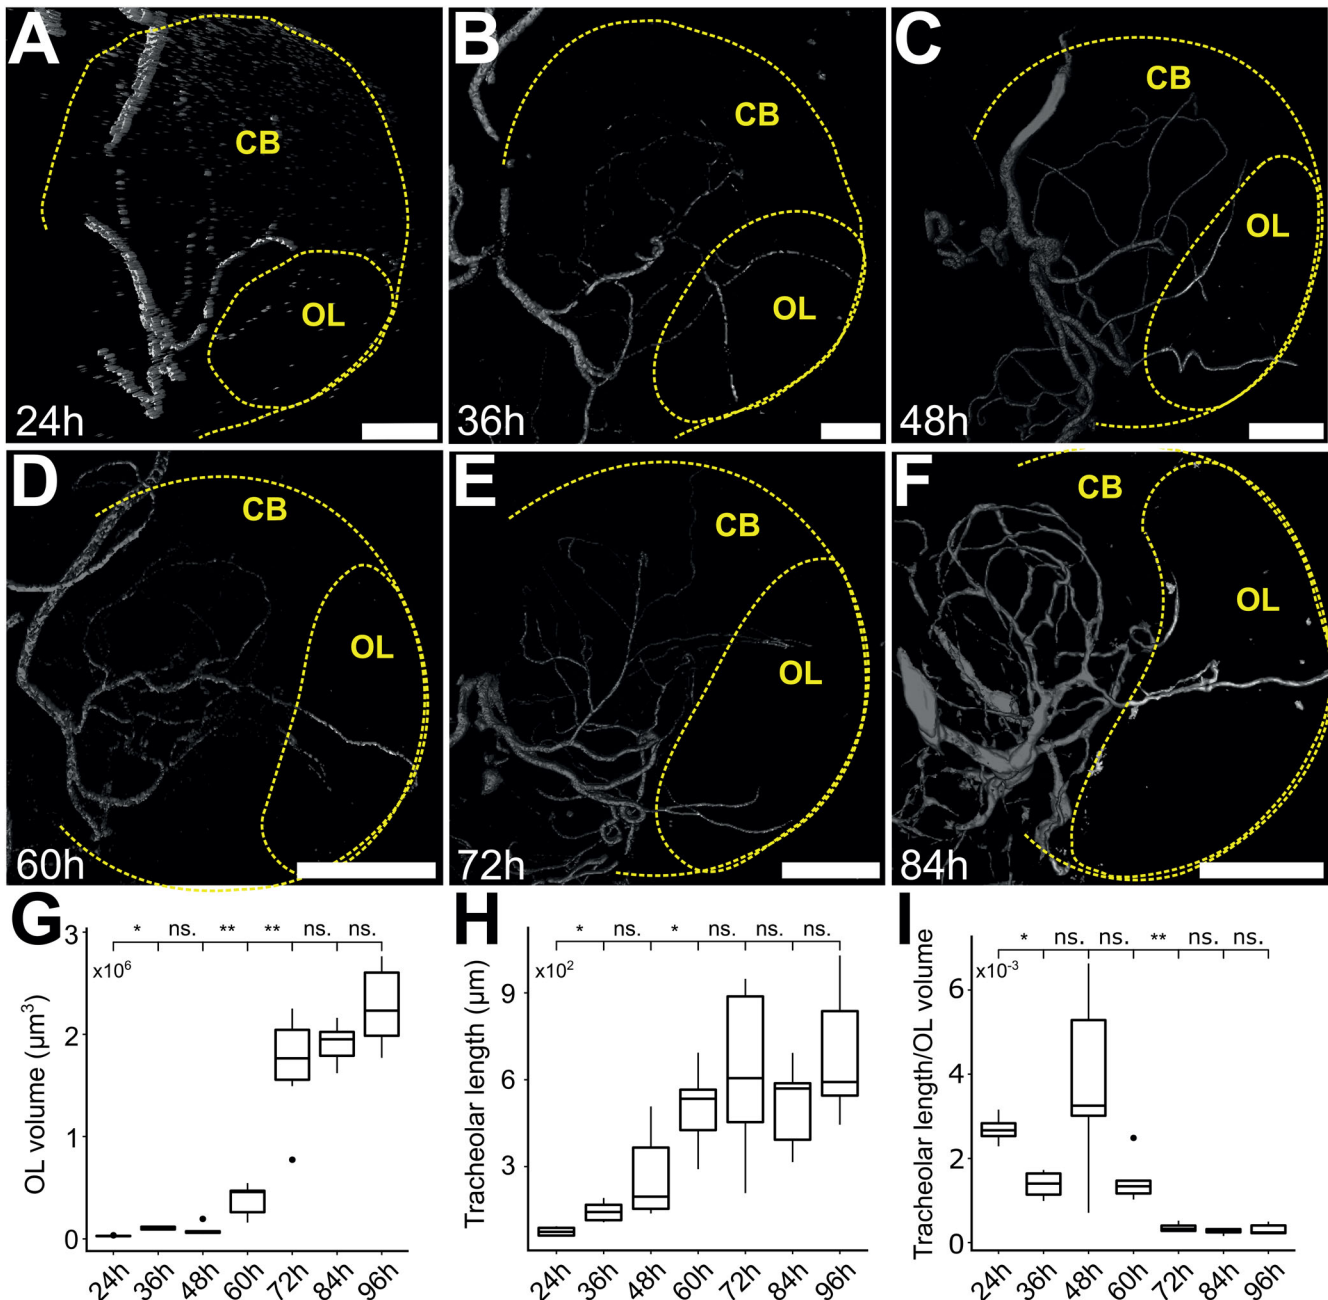 A
CB
OL
24h
B
CB
OL
36h
C
CB
OL
48h
D
CB
OL
60h
E
CB
OL
72h
F
CB
OL
84h
G
* ns. ** ** ns. ns.
x10⁶
OL volume (µm³)
3
2
1
0
24h 36h 48h 60h 72h 84h 96h
H
* ns. * ns. ns. ns.
x10²
Tracheolar length (µm)
9
6
3
24h 36h 48h 60h 72h 84h 96h
I
* ns. ns. ** ns. ns.
x10⁻³
Tracheolar length/OL volume
6
4
2
0
24h 36h 48h 60h 72h 84h 96h